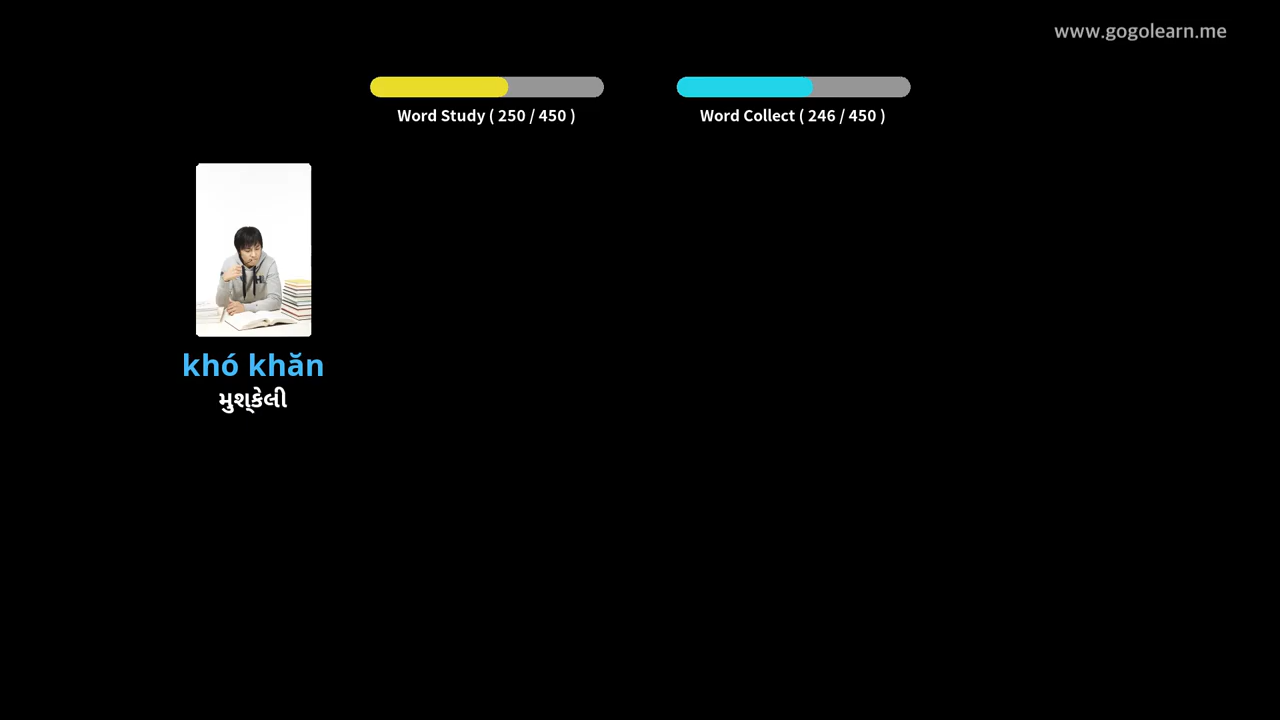 www.gogolearn.me
Word Study ( 250 / 450 )
Word Collect ( 246 / 450 )
khó khăn
મુશ્કેલી